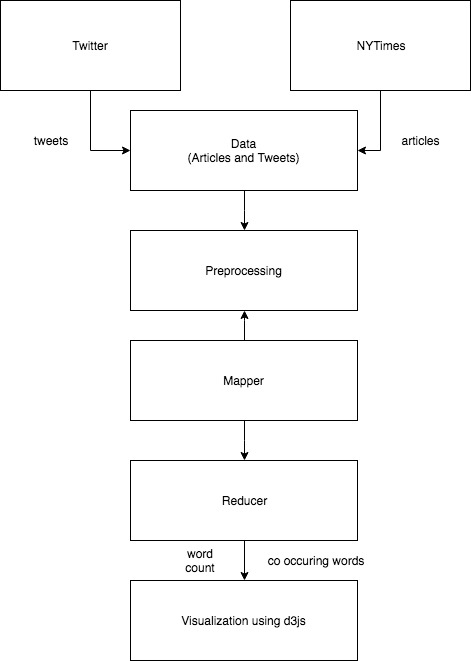 Twitter
NYTimes
tweets
articles
Data
(Articles and Tweets)
Preprocessing
Mapper
Reducer
word
count
co occuring words
Visualization using d3js